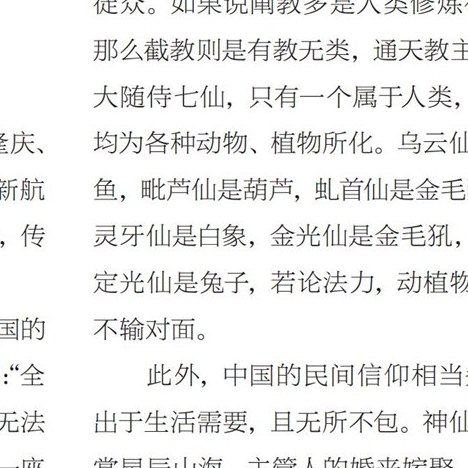 隆庆、
新航
，传
国的
：“全
无法
一座
徒众。如果说阐教多是人类修炼
那么截教则是有教无类，通天教主
大随侍七仙，只有一个属于人类，
均为各种动物、植物所化。乌云仙
鱼，毗芦仙是葫芦，虬首仙是金毛
灵牙仙是白象，金光仙是金毛犼，
定光仙是兔子，若论法力，动植物
不输对面。
此外，中国的民间信仰相当
出于生活需要，且无所不包。神仙